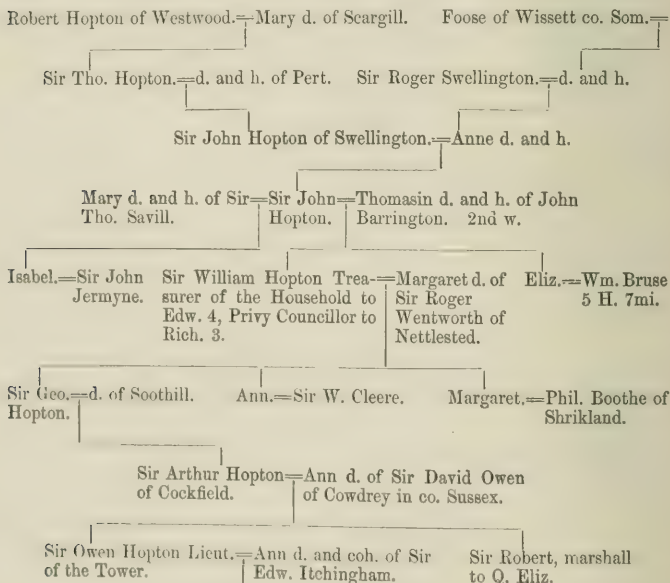 Robert Hopton of Westwood.=Mary d. of Scargill. Foose of Wissett co. Som.=
Sir Tho. Hopton.=d. and h. of Pert. Sir Roger Swellington.=d. and h.
Sir John Hopton of Swellington.=Anne d. and h.
Mary d. and h. of Sir=Sir John=Thomasin d. and h. of John
Tho. Savill. Hopton. Barrington. 2nd w.
Isabel.=Sir John Sir William Hopton Trea-=Margaret d. of Eliz.=Wm. Bruse
Jermyne. surer of the Household to Sir Roger 5 H. 7mi.
Edw. 4, Privy Councillor to Wentworth of
Rich. 3. Nettlested.
Sir Geo.=d. of Soothill. Ann.=Sir W. Cleere. Margaret.=Phil. Boothe of
Hopton. Shrikland.
Sir Arthur Hopton=Ann d. of Sir David Owen
of Cockfield. of Cowdrey in co. Sussex.
Sir Owen Hopton Lieut.=Ann d. and coh. of Sir Sir Robert, marshall
of the Tower. Edw. Itchingham. to Q. Eliz.